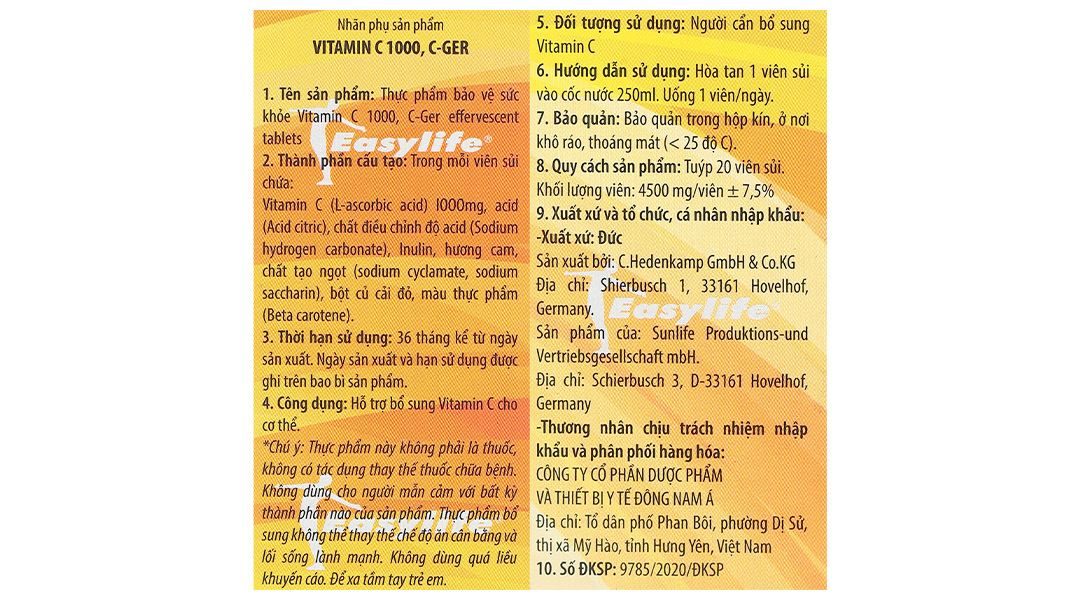 Nhãn phụ sản phẩm
VITAMIN C 1000, C-GER
1. Tên sản phẩm: Thực phẩm bảo vệ sức
khỏe Vitamin C 1000, C-Ger effervescent
tablets
Easylife®
2. Thành phần cấu tạo: Trong mỗi viên sủi
chứa:
Vitamin C (L-ascorbic acid) l000mg, acid
(Acid citric), chất điều chỉnh độ acid (Sodium
hydrogen carbonate), Inulin, hương cam,
chất tạo ngọt (sodium cyclamate, sodium
saccharin), bột củ cải đỏ, màu thực phẩm
(Beta carotene).
3. Thời hạn sử dụng: 36 tháng kể từ ngày
sản xuất. Ngày sản xuất và hạn sử dụng được
ghi trên bao bì sản phẩm.
4. Công dụng: Hỗ trợ bổ sung Vitamin C cho
cơ thể.
*Chú ý: Thực phẩm này không phải là thuốc,
không có tác dụng thay thế thuốc chữa bệnh.
Không dùng cho người mẫn cảm với bất kỳ
thành phần nào của sản phẩm. Thực phẩm bổ
Easylife
sung không thể thay thế chế độ ăn cân bằng và
lối sống lành mạnh. Không dùng quá liều
khuyến cáo. Để xa tầm tay trẻ em.
5. Đối tượng sử dụng: Người cần bổ sung
Vitamin C
6. Hướng dẫn sử dụng: Hòa tan 1 viên sủi
vào cốc nước 250ml. Uống 1 viên/ngày.
7. Bảo quản: Bảo quản trong hộp kín, ở nơi
khô ráo, thoáng mát (< 25 độ C).
8. Quy cách sản phẩm: Tuýp 20 viên sủi.
Khối lượng viên: 4500 mg/viên ± 7,5%
9. Xuất xứ và tổ chức, cá nhân nhập khẩu:
-Xuất xứ: Đức
Sản xuất bởi: C.Hedenkamp GmbH & Co.KG
Địa chỉ: Shierbusch 1, 33161 Hovelhof,
Germany.
Easylife®
Sản phẩm của: Sunlife Produktions-und
Vertriebsgesellschaft mbH.
Địa chỉ: Schierbusch 3, D-33161 Hovelhof,
Germany
-Thương nhân chịu trách nhiệm nhập
khẩu và phân phối hàng hóa:
CÔNG TY CỔ PHẦN DƯỢC PHẨM
VÀ THIẾT BỊ Y TẾ ĐÔNG NAM Á
Địa chỉ: Tổ dân phố Phan Bôi, phường Dị Sử,
thị xã Mỹ Hào, tỉnh Hưng Yên, Việt Nam
10. Số ĐKSP: 9785/2020/ĐKSP